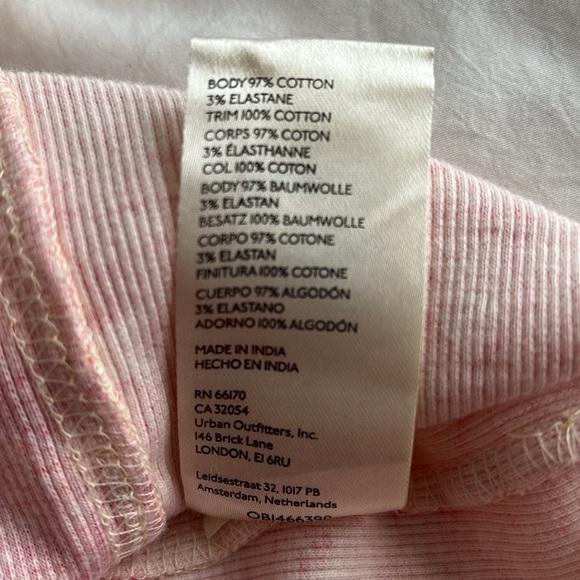 BODY 97% COTTON
3% ELASTANE
TRIM 100% COTTON
CORPS 97% COTON
3% ÉLASTHANNE
COL 100% COTON
BODY 97% BAUMWOLLE
3% ELASTAN
BESATZ 100% BAUMWOLLE
CORPO 97% COTONE
3% ELASTAN
FINITURA 100% COTONE
CUERPO 97% ALGODÓN
3% ELASTANO
ADORNO 100% ALGODÓN
MADE IN INDIA
HECHO EN INDIA
RN 66170
CA 32054
Urban Outfitters, Inc.
146 Brick Lane
LONDON, E1 6RU
Leidsestraat 32, 1017 PB
Amsterdam, Netherlands